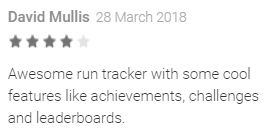 David Mullis 28 March 2018
Awesome run tracker with some cool
features like achievements, challenges
and leaderboards.